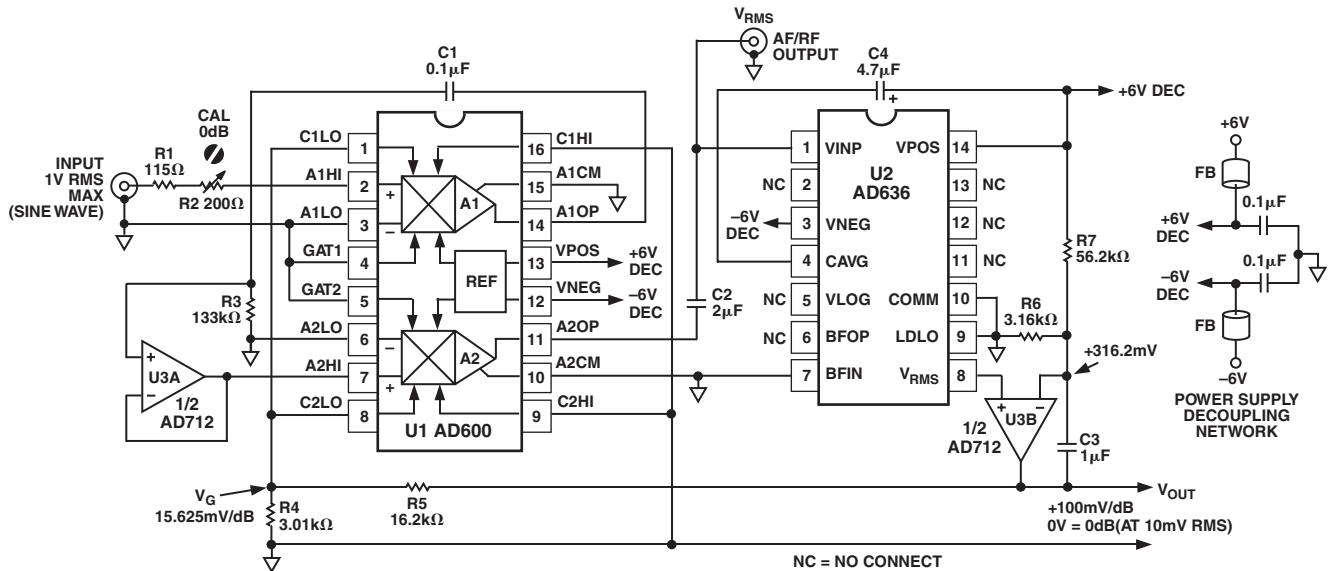 V_RMS
AF/RF
OUTPUT
C1
0.1μF
C4
4.7μF
+
+6V DEC
CAL
0dB
INPUT
1V RMS
MAX
(SINE WAVE)
R1
115Ω
R2 200Ω
C1LO
A1HI
A1LO
GAT1
GAT2
A2LO
A2HI
C2LO
1
2
3
4
5
6
7
8
+
–
–
+
A1
REF
A2
U1 AD600
16
15
14
13
12
11
10
9
C1HI
A1CM
A1OP
VPOS
VNEG
A2OP
A2CM
C2HI
+6V
DEC
–6V
DEC
R3
133kΩ
+
–
U3A
1/2
AD712
C2
2μF
NC
–6V
DEC
NC
NC
1
2
3
4
5
6
7
VINP
VNEG
CAVG
VLOG
BFOP
BFIN
U2
AD636
VPOS
COMM
LDLO
V_RMS
14
13
12
11
10
9
8
NC
NC
NC
R7
56.2kΩ
R6
3.16kΩ
+316.2mV
+
–
U3B
1/2
AD712
C3
1μF
+6V
FB
0.1μF
+6V
DEC
–6V
DEC
0.1μF
FB
–6V
POWER SUPPLY
DECOUPLING
NETWORK
V_G
15.625mV/dB
R4
3.01kΩ
R5
16.2kΩ
V_OUT
+100mV/dB
0V = 0dB(AT 10mV RMS)
NC = NO CONNECT